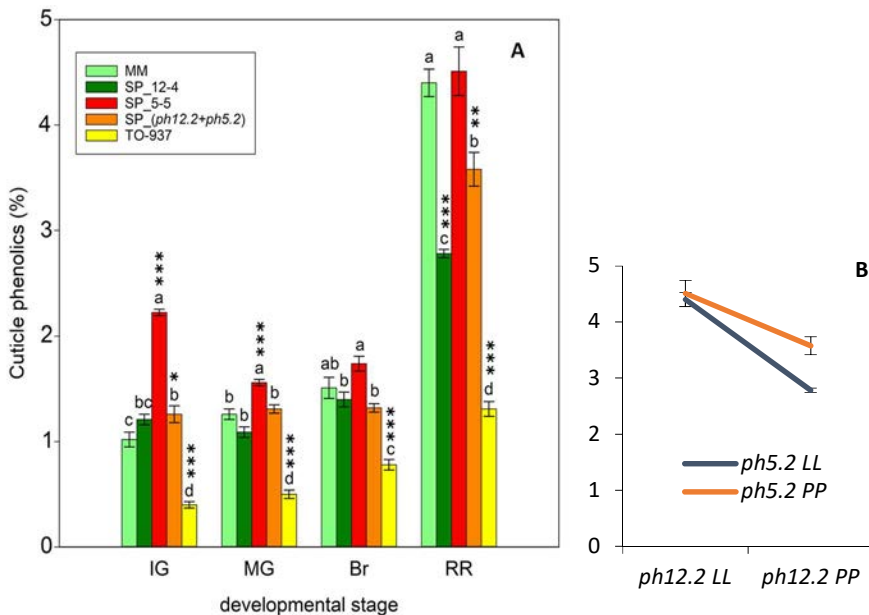 A
MM
SP_12-4
SP_5-5
SP_(ph12.2+ph5.2)
TO-937
Cuticle phenolics (%)
5
4
3
2
1
0
c
bc
***
a
*
b
***
d
b
b
***
a
b
***
d
ab
b
a
b
***
c
a
***
c
a
**
b
***
d
IG MG Br RR
developmental stage
B
5
4
3
2
1
0
ph5.2 LL
ph5.2 PP
ph12.2 LL ph12.2 PP